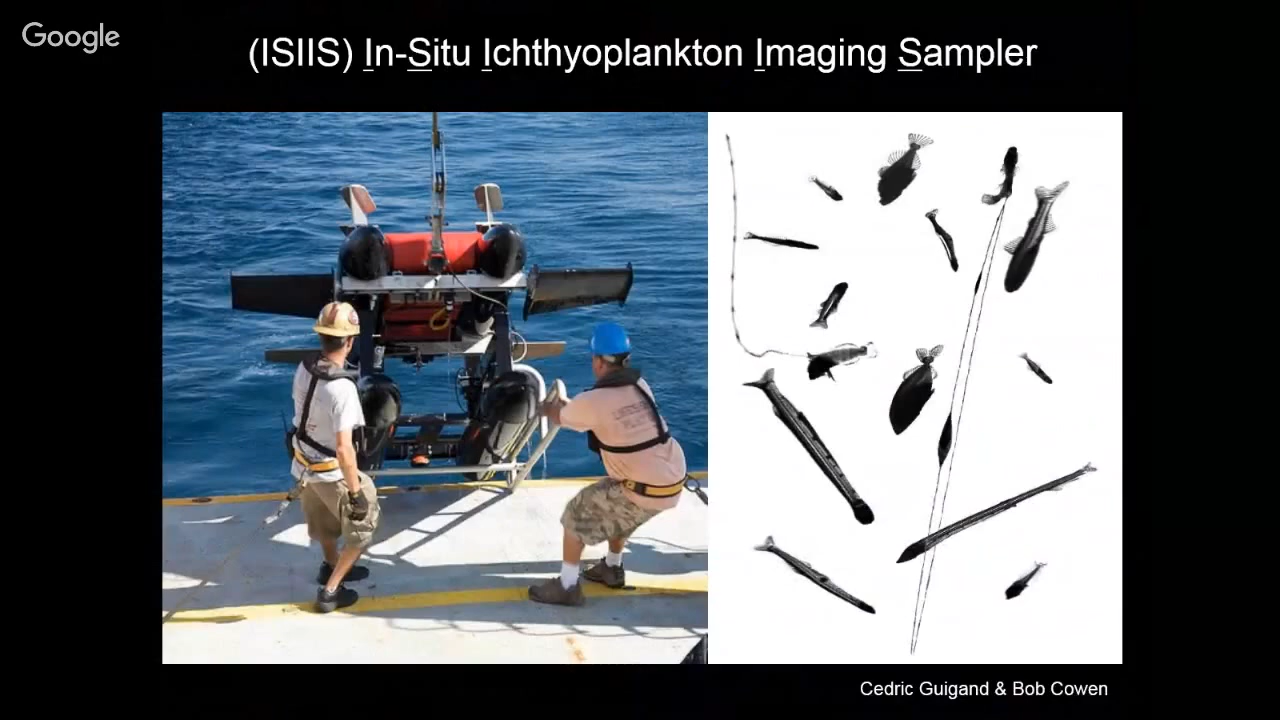 Google
(ISIIS) In-Situ Ichthyoplankton Imaging Sampler
Cedric Guigand & Bob Cowen